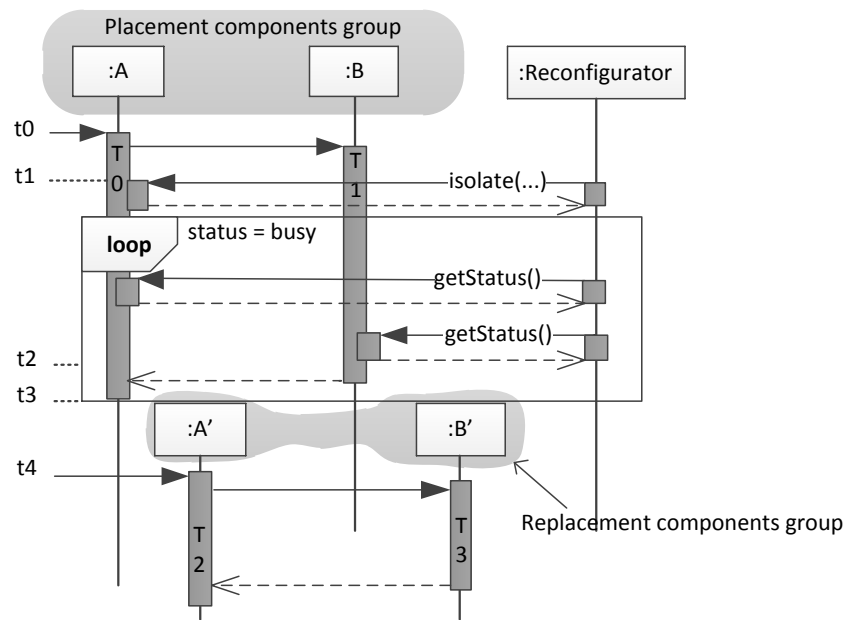 Placement components group
:A
:B
:Reconfigurator
t0
T
0
T
1
t1
isolate(...)
loop
status = busy
getStatus()
getStatus()
t2
t3
:A’
:B’
t4
T
2
T
3
Replacement components group